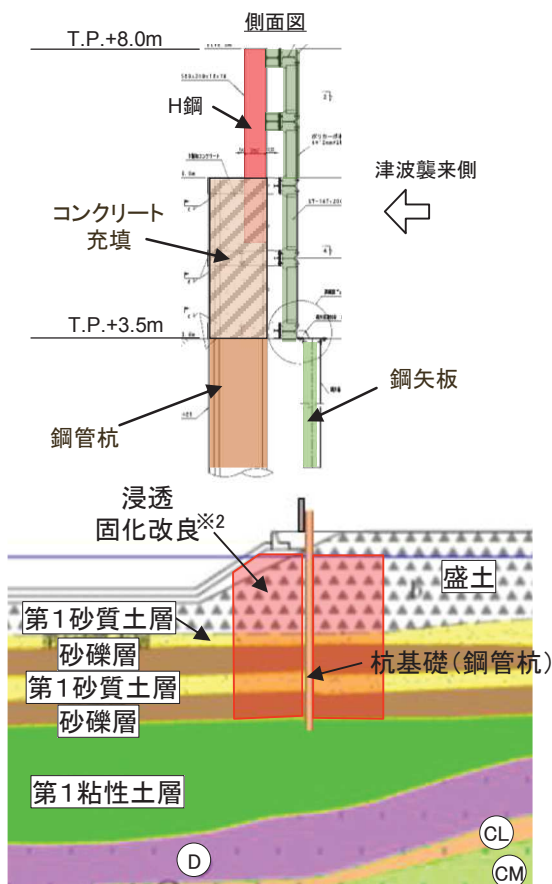 側面図
T.P.+8.0m
H鋼
津波襲来側
コンクリート
充填
T.P.+3.5m
鋼管杭
鋼矢板
浸透
固化改良※2
盛土
第1砂質土層
砂礫層
杭基礎(鋼管杭)
第1砂質土層
砂礫層
第1粘性土層
D
CL
CM